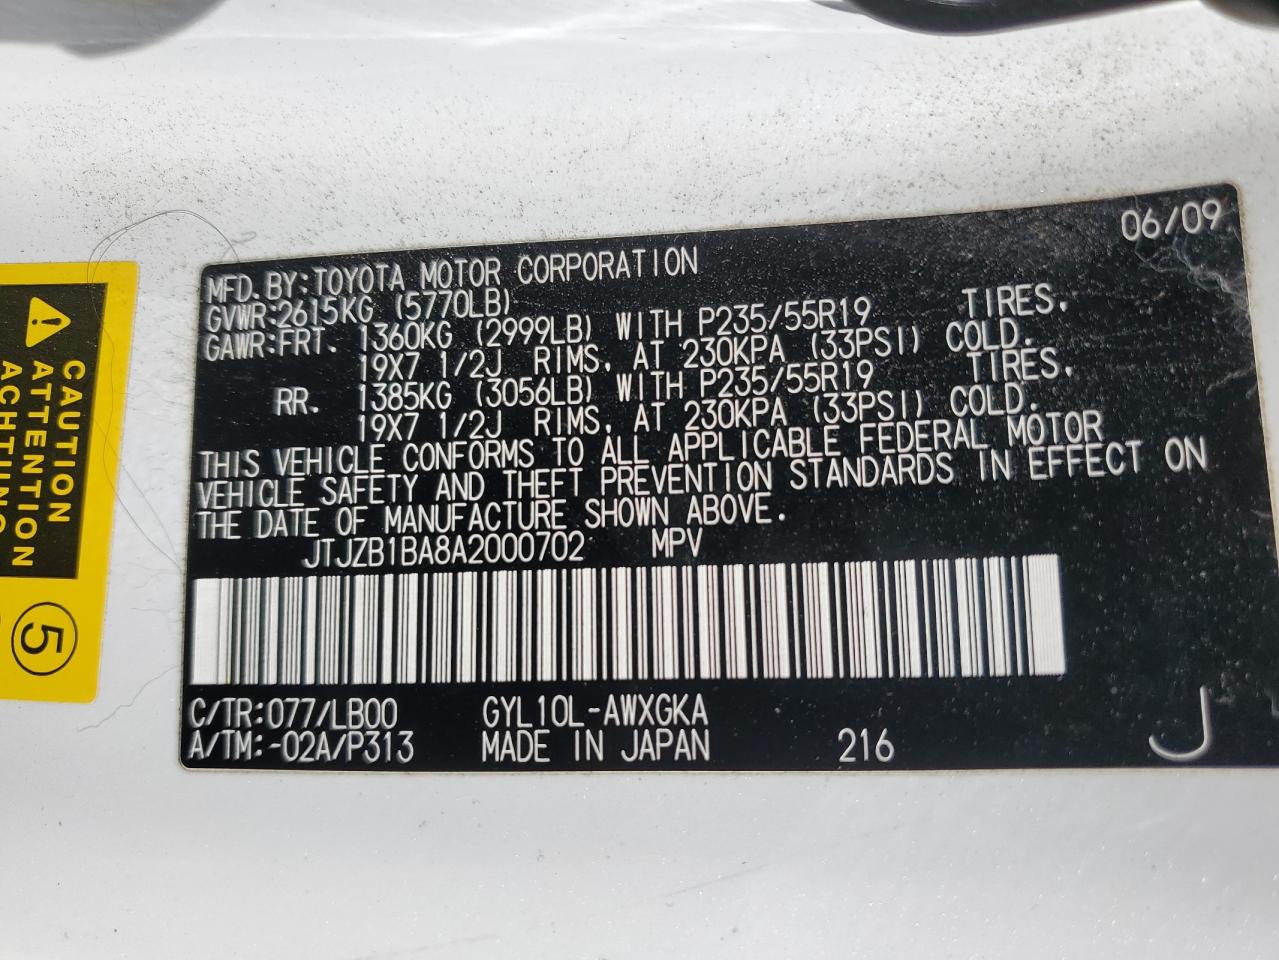 06/09
MFD.BY:TOYOTA MOTOR CORPORATION
GVWR:2615KG (5770LB)
GAWR:FRT. 1360KG (2999LB) WITH P235/55R19 TIRES,
19X7 1/2J RIMS, AT 230KPA (33PSI) COLD.
RR. 1385KG (3056LB) WITH P235/55R19 TIRES,
19X7 1/2J RIMS, AT 230KPA (33PSI) COLD.
THIS VEHICLE CONFORMS TO ALL APPLICABLE FEDERAL MOTOR
VEHICLE SAFETY AND THEFT PREVENTION STANDARDS IN EFFECT ON
THE DATE OF MANUFACTURE SHOWN ABOVE.
JTJZB1BA8A2000702 MPV
C/TR:077/LB00 GYL10L-AWXGKA
A/TM:-02A/P313 MADE IN JAPAN 216 J
CAUTION
ATTENTION
5